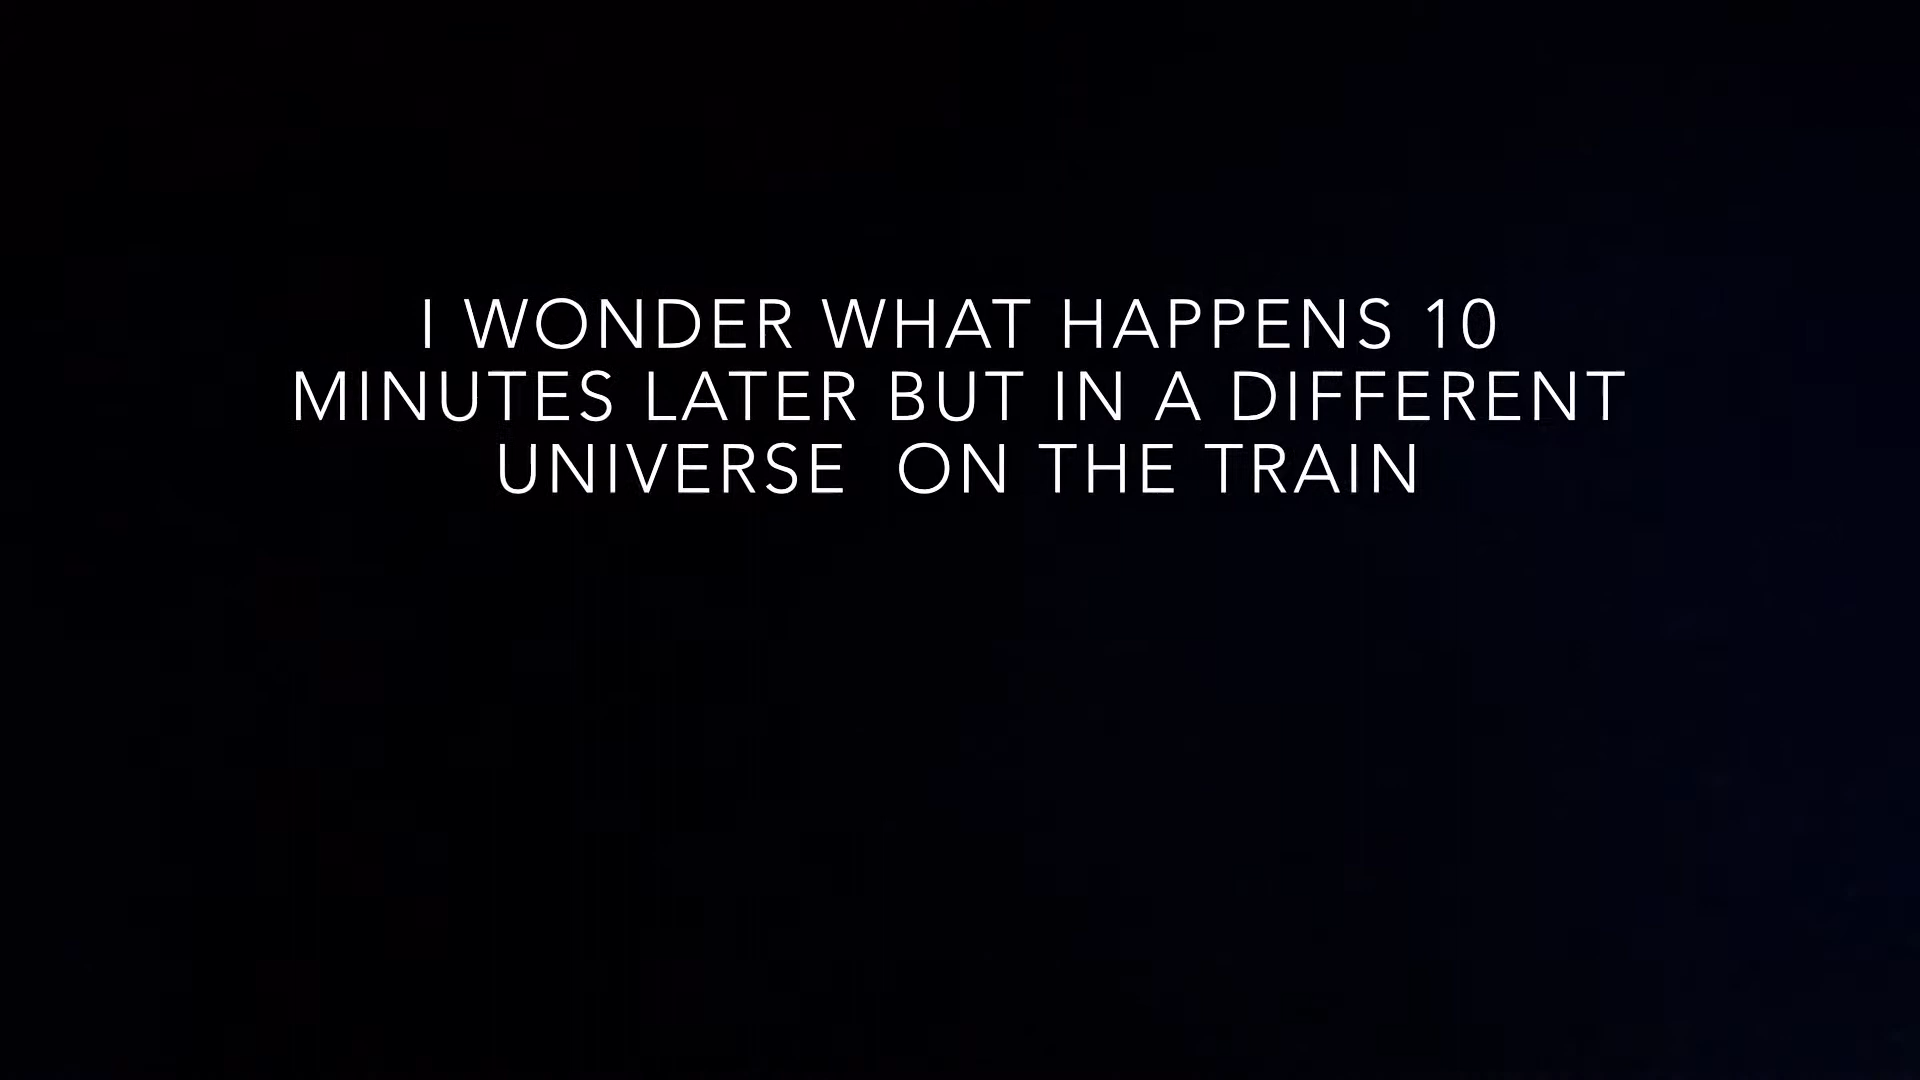 I WONDER WHAT HAPPENS 10
MINUTES LATER BUT IN A DIFFERENT
UNIVERSE  ON THE TRAIN